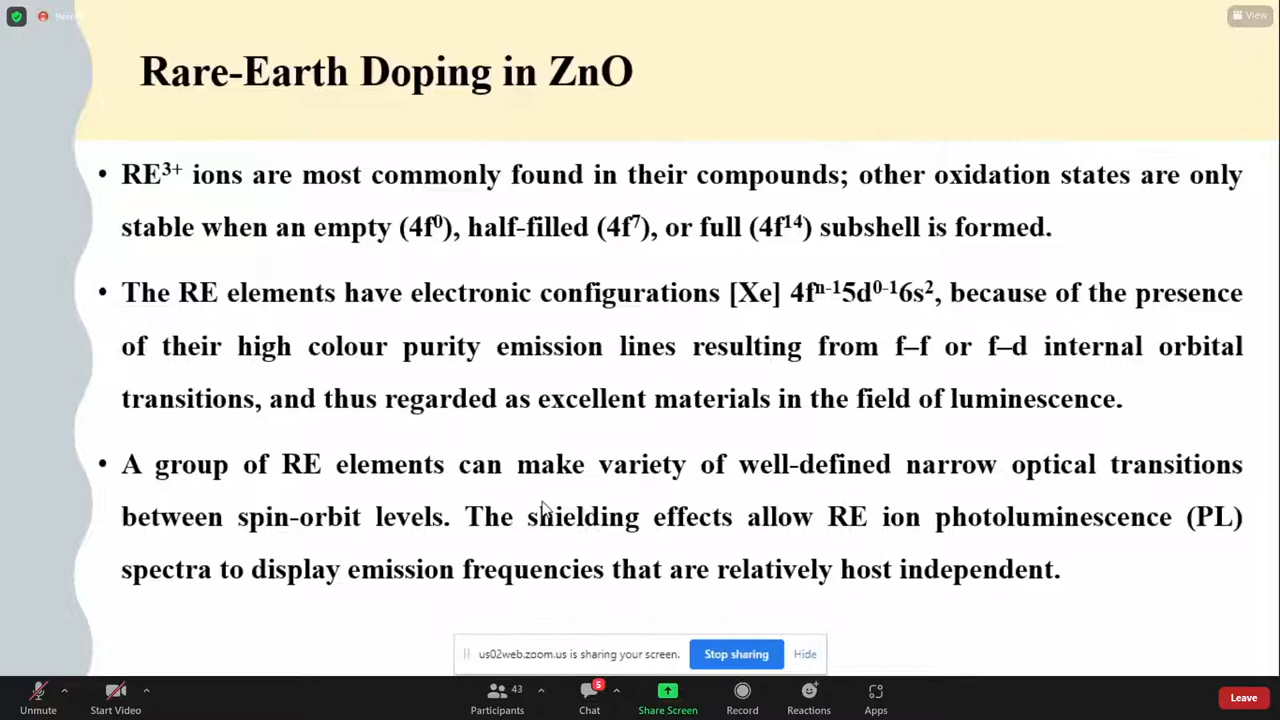 View
Rare-Earth Doping in ZnO
• RE³⁺ ions are most commonly found in their compounds; other oxidation states are only
stable when an empty (4f⁰), half-filled (4f⁷), or full (4f¹⁴) subshell is formed.
• The RE elements have electronic configurations [Xe] 4fⁿ⁻¹5d⁰⁻¹6s², because of the presence
of their high colour purity emission lines resulting from f–f or f–d internal orbital
transitions, and thus regarded as excellent materials in the field of luminescence.
• A group of RE elements can make variety of well-defined narrow optical transitions
between spin-orbit levels. The shielding effects allow RE ion photoluminescence (PL)
spectra to display emission frequencies that are relatively host independent.
us02web.zoom.us is sharing your screen. Stop sharing Hide
43 5
Unmute Start Video Participants Chat Share Screen Record Reactions Apps Leave